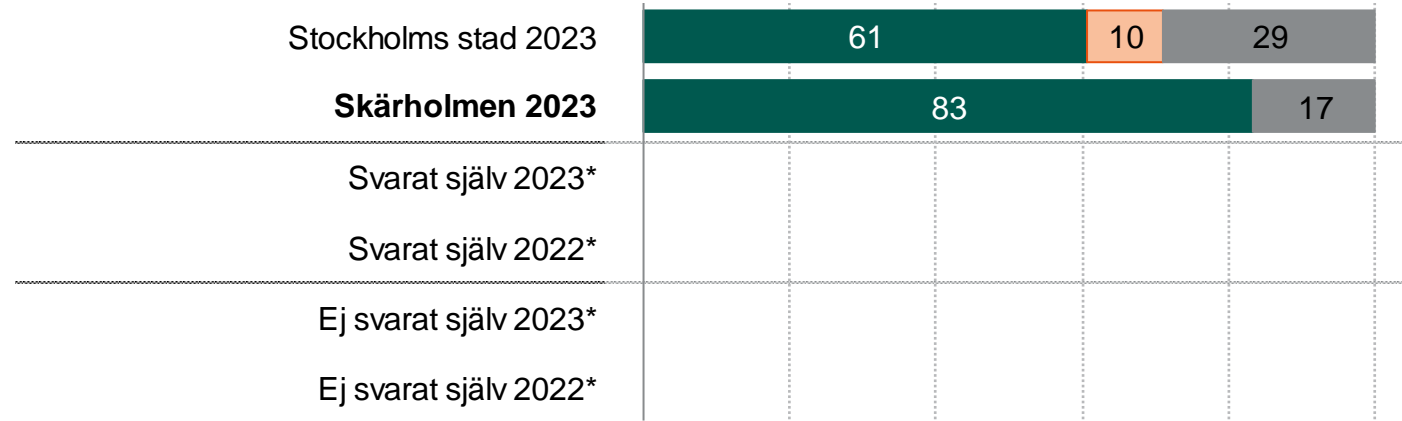 Stockholms stad 2023 61 10 29
Skärholmen 2023 83 17
Svarat själv 2023*
Svarat själv 2022*
Ej svarat själv 2023*
Ej svarat själv 2022*